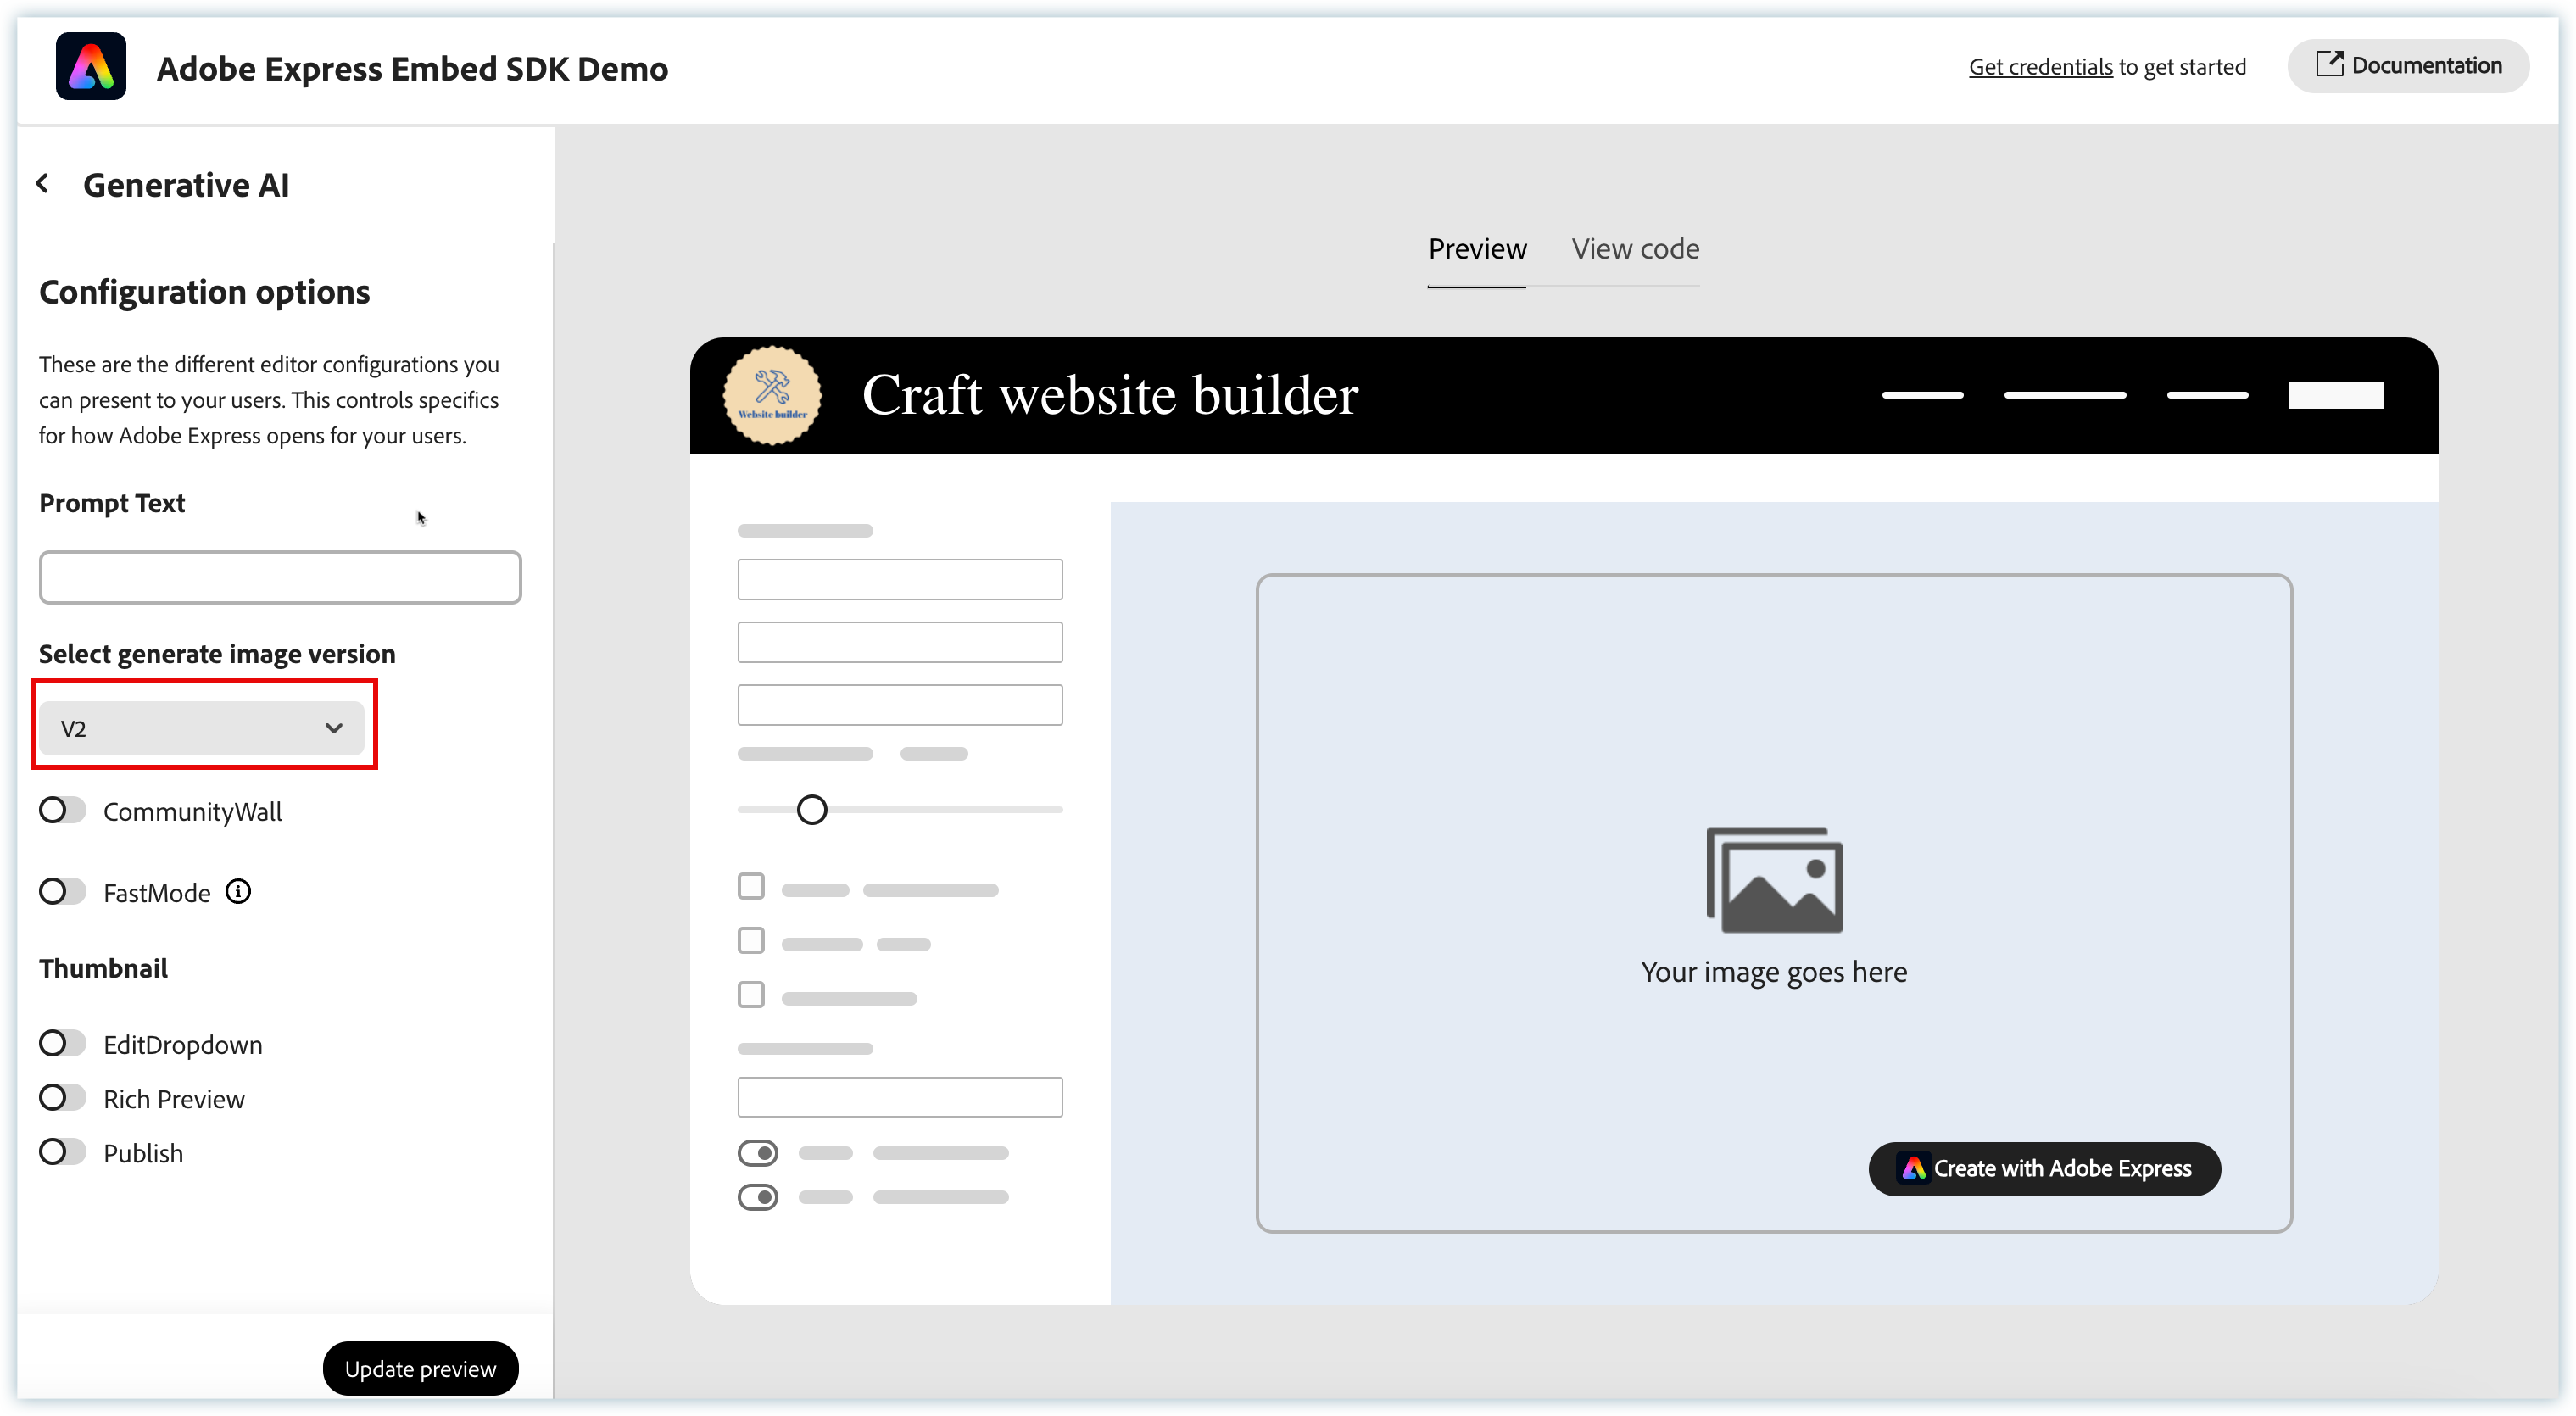 Adobe Express Embed SDK Demo
Get credentials to get started
Documentation
Generative AI
Configuration options
These are the different editor configurations you
can present to your users. This controls specifics
for how Adobe Express opens for your users.
Prompt Text
Select generate image version
V2
CommunityWall
FastMode
Thumbnail
EditDropdown
Rich Preview
Publish
Update preview
Preview
View code
Website builder
Craft website builder
Your image goes here
Create with Adobe Express